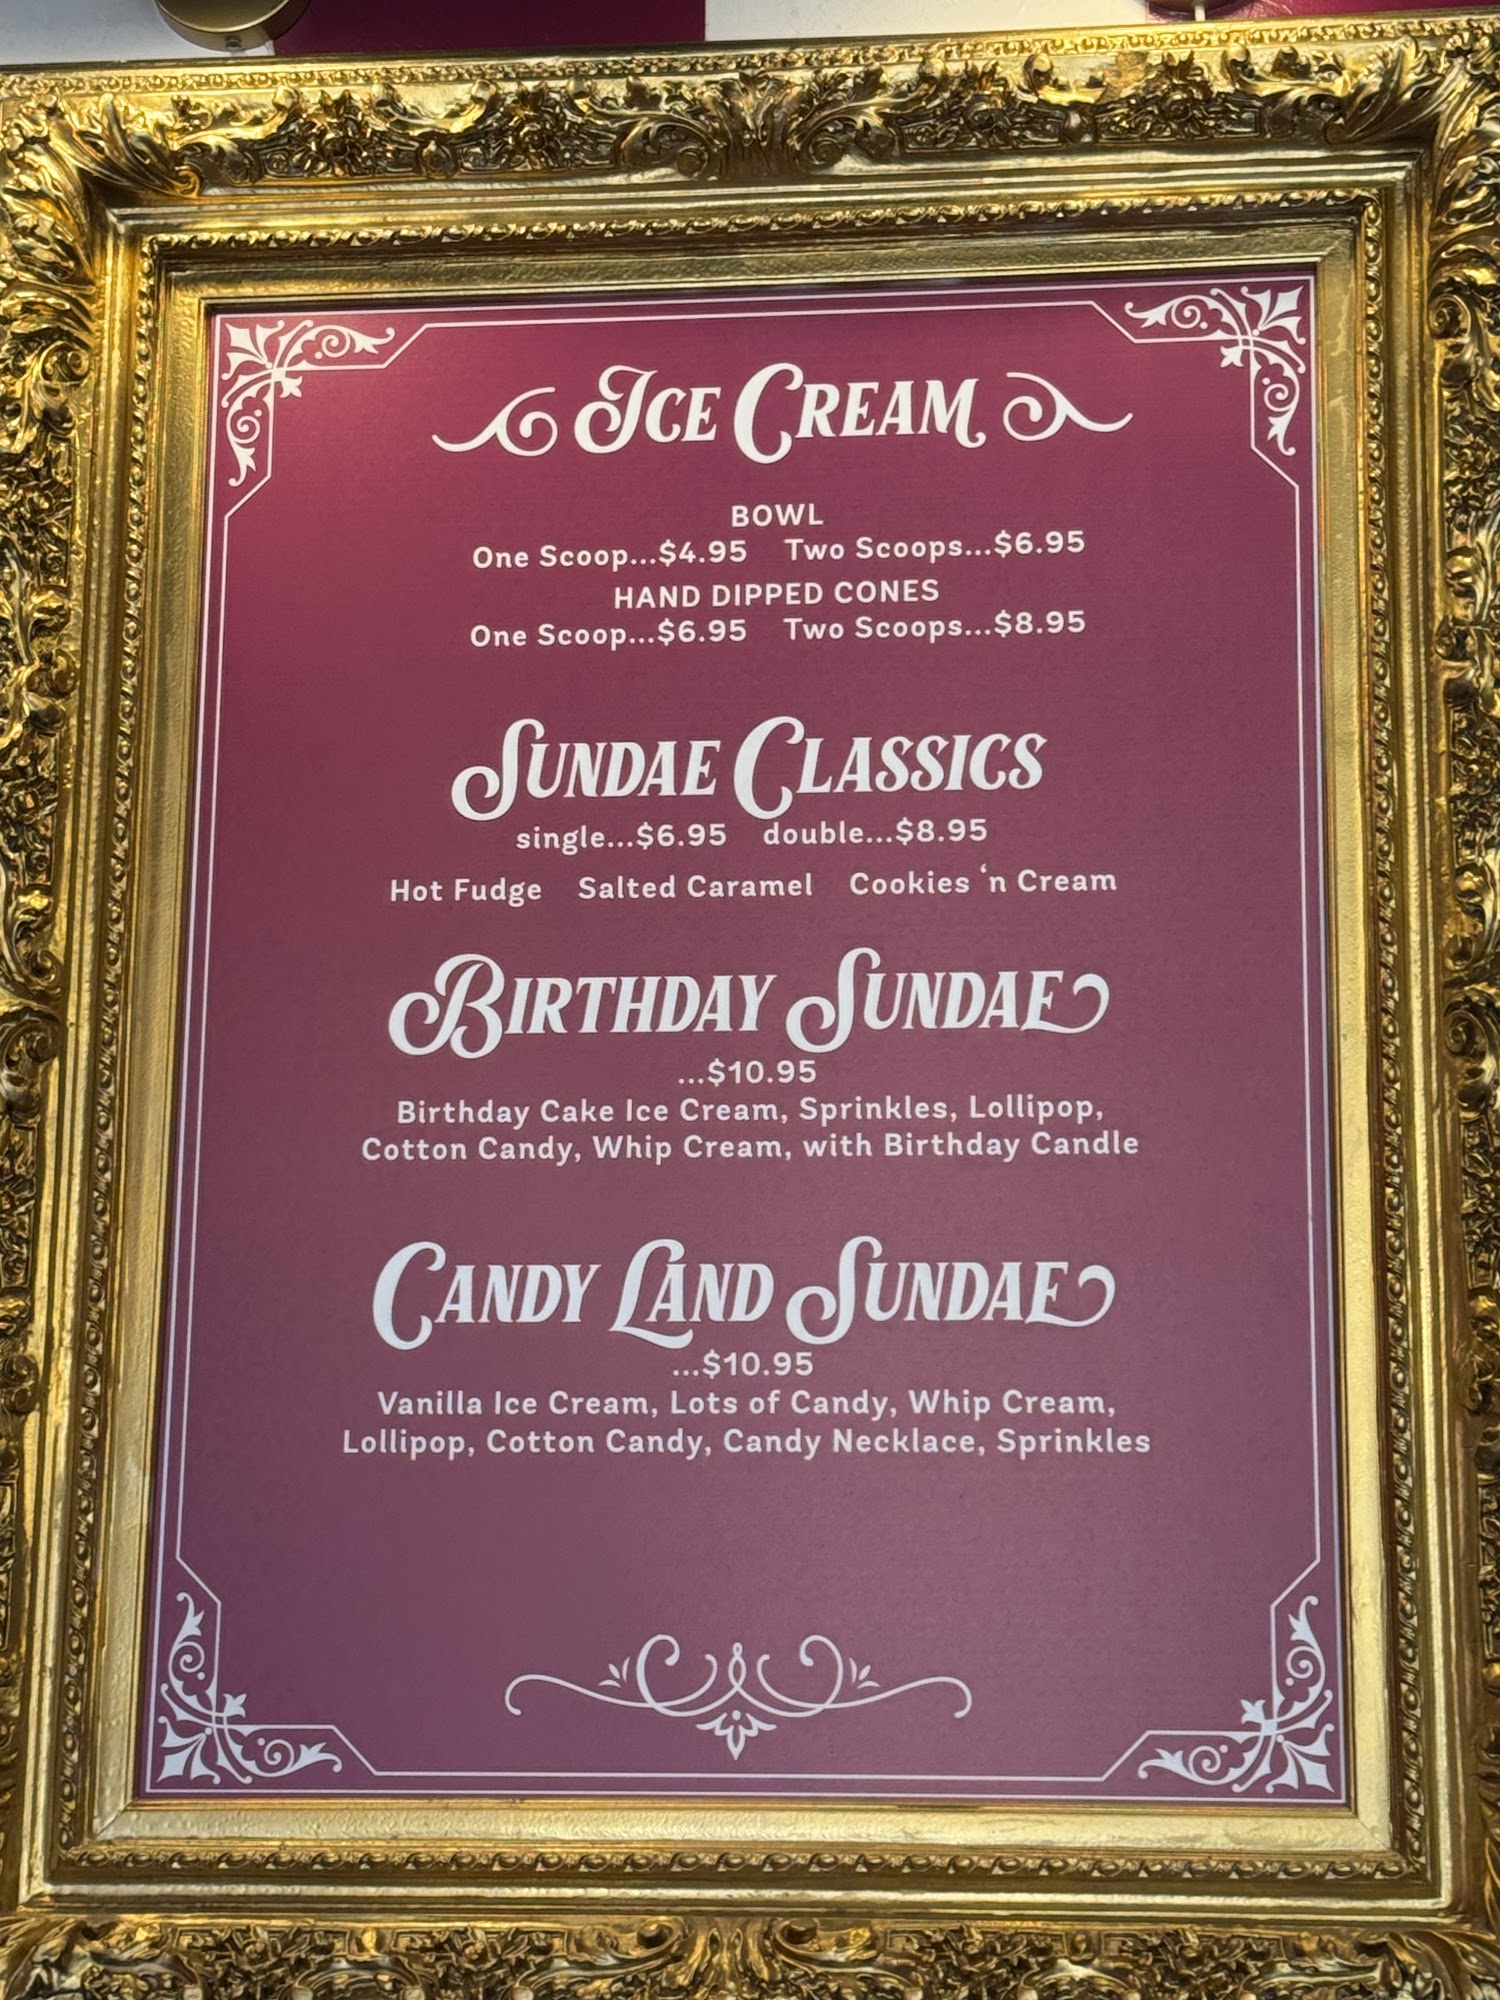 Ice Cream
BOWL
One Scoop...$4.95 Two Scoops...$6.95
HAND DIPPED CONES
One Scoop...$6.95 Two Scoops...$8.95
Sundae Classics
single...$6.95 double...$8.95
Hot Fudge Salted Caramel Cookies ‘n Cream
Birthday Sundae
...$10.95
Birthday Cake Ice Cream, Sprinkles, Lollipop,
Cotton Candy, Whip Cream, with Birthday Candle
Candy Land Sundae
...$10.95
Vanilla Ice Cream, Lots of Candy, Whip Cream,
Lollipop, Cotton Candy, Candy Necklace, Sprinkles